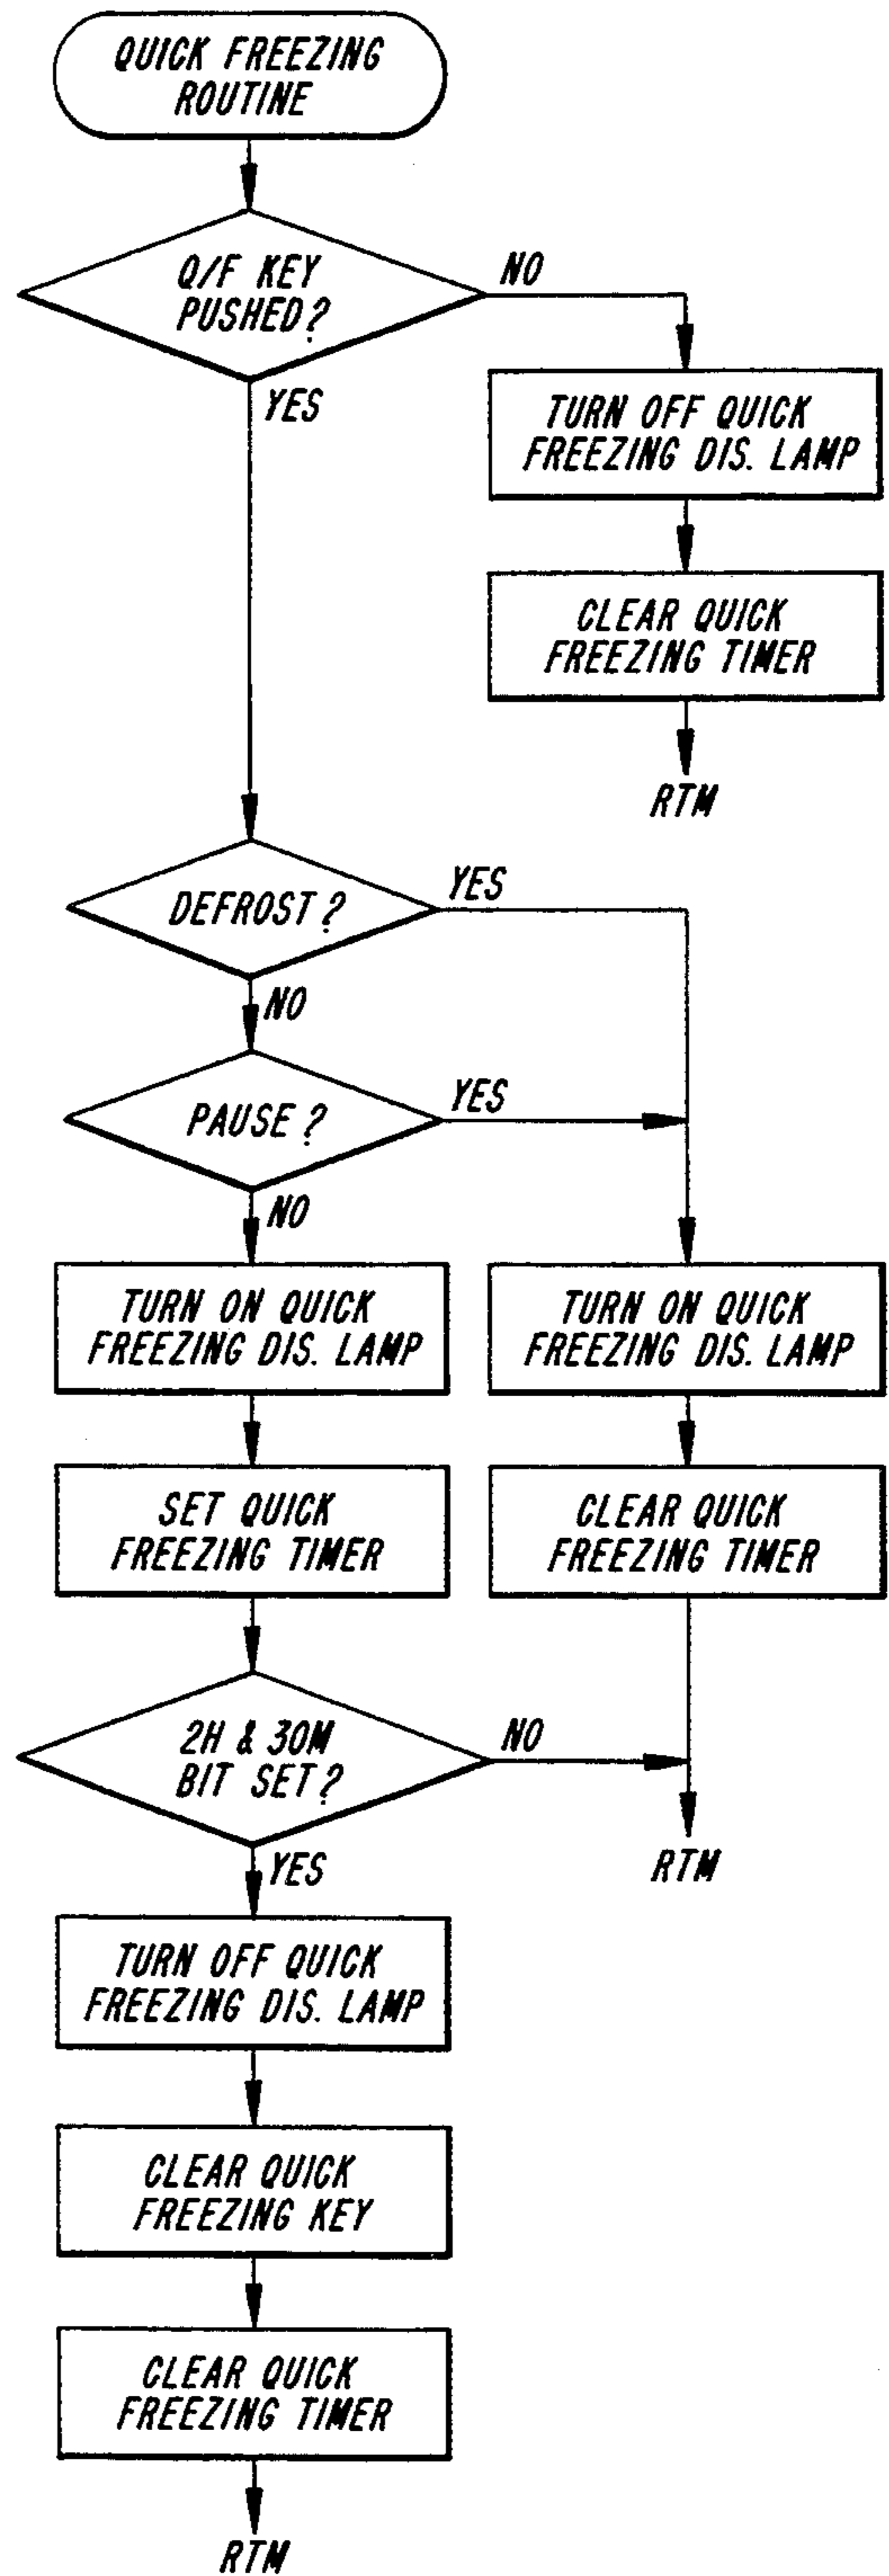 QUICK FREEZING
ROUTINE
Q/F KEY
PUSHED?
NO
YES
TURN OFF QUICK
FREEZING DIS. LAMP
CLEAR QUICK
FREEZING TIMER
RTM
DEFROST?
YES
NO
PAUSE?
YES
NO
TURN ON QUICK
FREEZING DIS. LAMP
TURN ON QUICK
FREEZING DIS. LAMP
SET QUICK
FREEZING TIMER
CLEAR QUICK
FREEZING TIMER
2H & 30M
BIT SET?
NO
YES
RTM
TURN OFF QUICK
FREEZING DIS. LAMP
CLEAR QUICK
FREEZING KEY
CLEAR QUICK
FREEZING TIMER
RTM